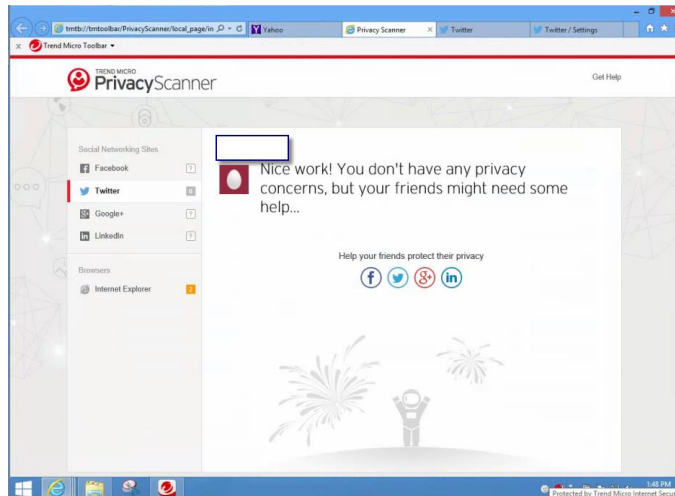 tmtb://tmtoolbar/PrivacyScanner/local_page/in
Yahoo
Privacy Scanner
Twitter
Twitter / Settings
x Trend Micro Toolbar
TREND MICRO
PrivacyScanner
Get Help
Social Networking Sites
Facebook ?
Twitter 0
Google+ ?
LinkedIn ?
Browsers
Internet Explorer 2
Nice work! You don't have any privacy
concerns, but your friends might need some
help...
Help your friends protect their privacy
1:48 PM
Protected by Trend Micro Internet Secur